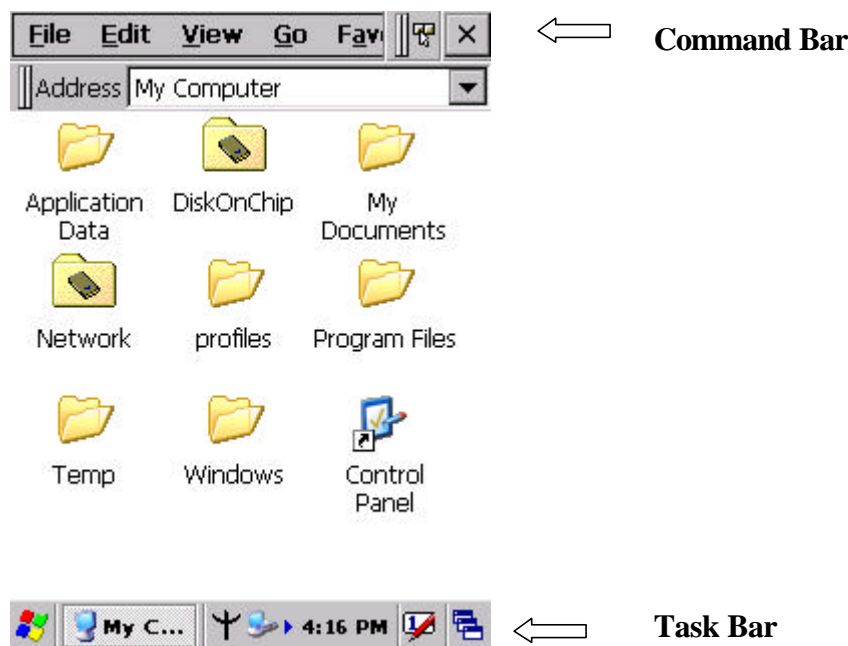 File Edit View Go Fav
Command Bar
Address My Computer
Application Data
DiskOnChip
My Documents
Network
profiles
Program Files
Temp
Windows
Control Panel
My C... 4:16 PM
Task Bar